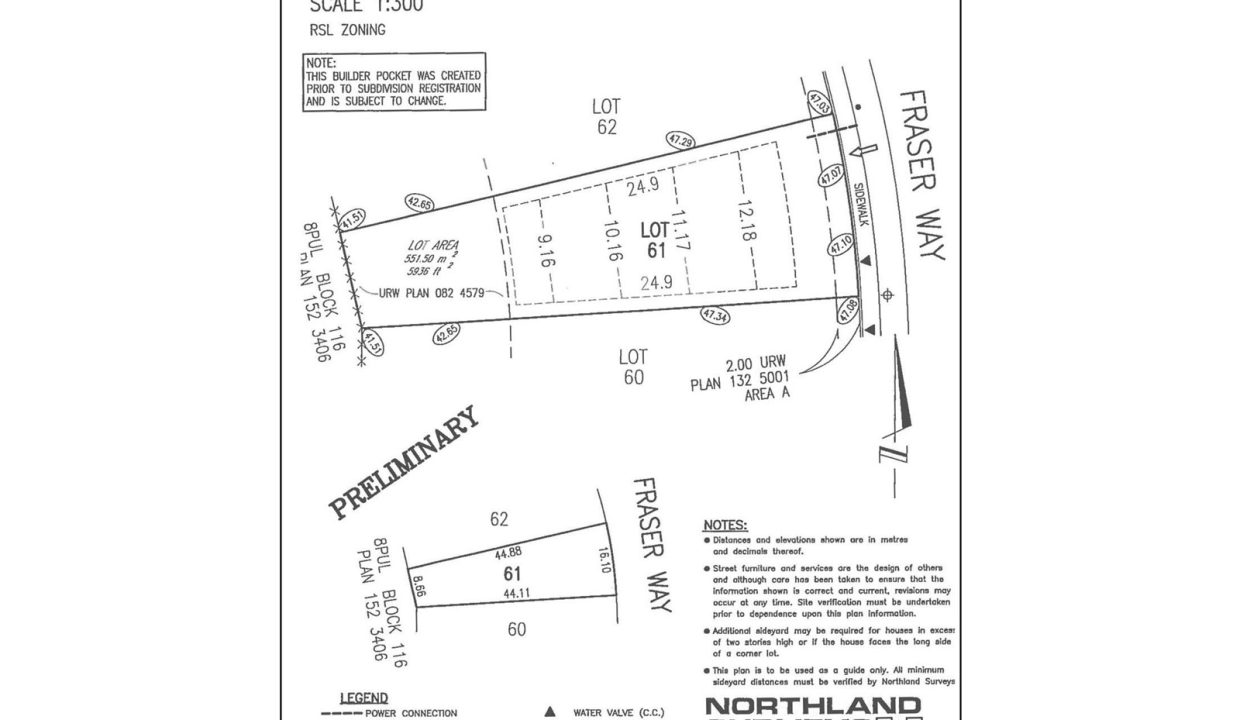 SCALE 1:300
RSL ZONING
NOTE:
THIS BUILDER POCKET WAS CREATED
PRIOR TO SUBDIVISION REGISTRATION
AND IS SUBJECT TO CHANGE.
LOT
62
47.03
FRASER WAY
47.29
47.07
SIDEWALK
42.65
41.51
24.9
9.16
10.16
11.17
12.18
LOT
61
47.10
8PUL BLOCK 116
PLAN 152 3406
LOT AREA
551.50 m2
5936 ft2
URW PLAN 082 4579
24.9
47.34
47.08
42.65
41.51
LOT
60
2.00 URW
PLAN 132 5001
AREA A
PRELIMINARY
62
FRASER WAY
44.88
16.10
8.66
61
44.11
60
8PUL BLOCK 116
PLAN 152 3406
NOTES:
● Distances and elevations shown are in metres
and decimals thereof.
● Street furniture and services are the design of others
and although care has been taken to ensure that the
information shown is correct and current, revisions may
occur at any time. Site verification must be undertaken
prior to dependence upon this plan information.
● Additional sideyard may be required for houses in exces
of two stories high or if the house faces the long side
of a corner lot.
● This plan is to be used as a guide only. All minimum
sideyard distances must be verified by Northland Surveys
LEGEND
POWER CONNECTION
WATER VALVE (C.C.)
NORTHLAND